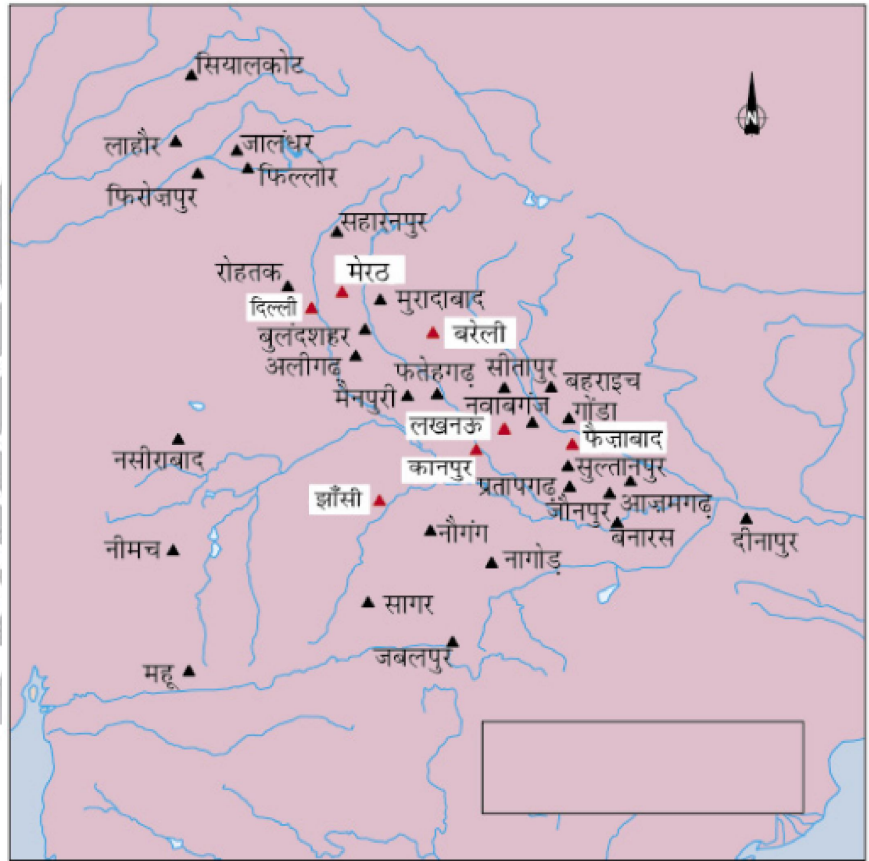 सियालकोट
N
लाहौर
जालंधर
फिरोज़पुर
फिल्लोर
सहारनपुर
रोहतक
मेरठ
दिल्ली
मुरादाबाद
बुलंदशहर
बरेली
अलीगढ़
फतेहगढ़
सीतापुर
बहराइच
मैनपुरी
नवाबगंज
गोंडा
लखनऊ
फैज़ाबाद
नसीराबाद
कानपुर
सुल्तानपुर
झाँसी
प्रतापगढ़
जौनपुर
आज़मगढ़
नौगंग
बनारस
दीनापुर
नीमच
नागोड़
सागर
जबलपुर
महू